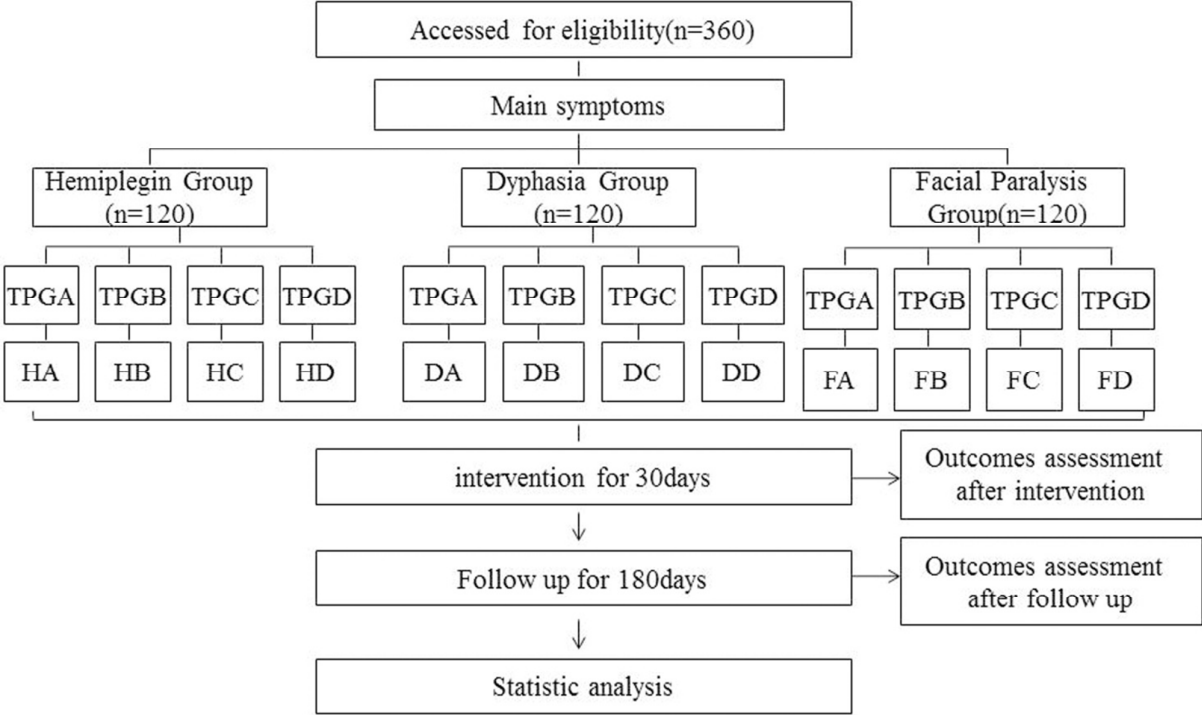 Accessed for eligibility(n=360)
Main symptoms
Hemiplegin Group
(n=120)
Dyphasia Group
(n=120)
Facial Paralysis
Group(n=120)
TPGA
TPGB
TPGC
TPGD
TPGA
TPGB
TPGC
TPGD
TPGA
TPGB
TPGC
TPGD
HA
HB
HC
HD
DA
DB
DC
DD
FA
FB
FC
FD
intervention for 30days
Outcomes assessment
after intervention
Follow up for 180days
Outcomes assessment
after follow up
Statistic analysis